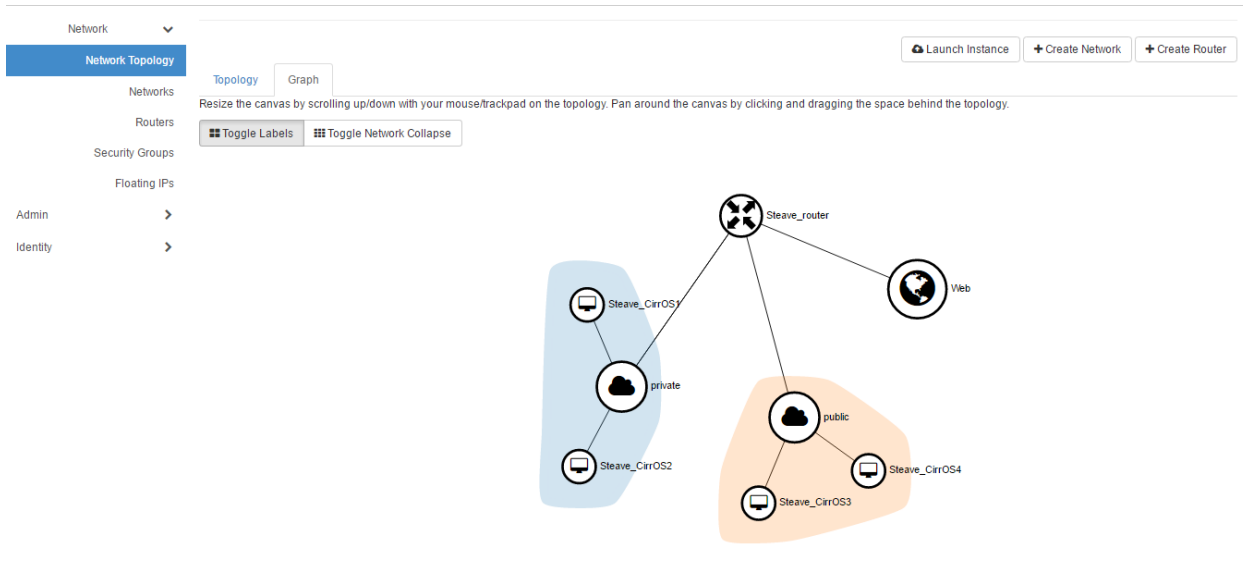 Network
Network Topology
Networks
Routers
Security Groups
Floating IPs
Admin
Identity
Launch Instance
+ Create Network
+ Create Router
Topology
Graph
Resize the canvas by scrolling up/down with your mouse/trackpad on the topology. Pan around the canvas by clicking and dragging the space behind the topology.
Toggle Labels
Toggle Network Collapse
Steave_router
Web
Steave_CirrOS1
private
public
Steave_CirrOS2
Steave_CirrOS4
Steave_CirrOS3